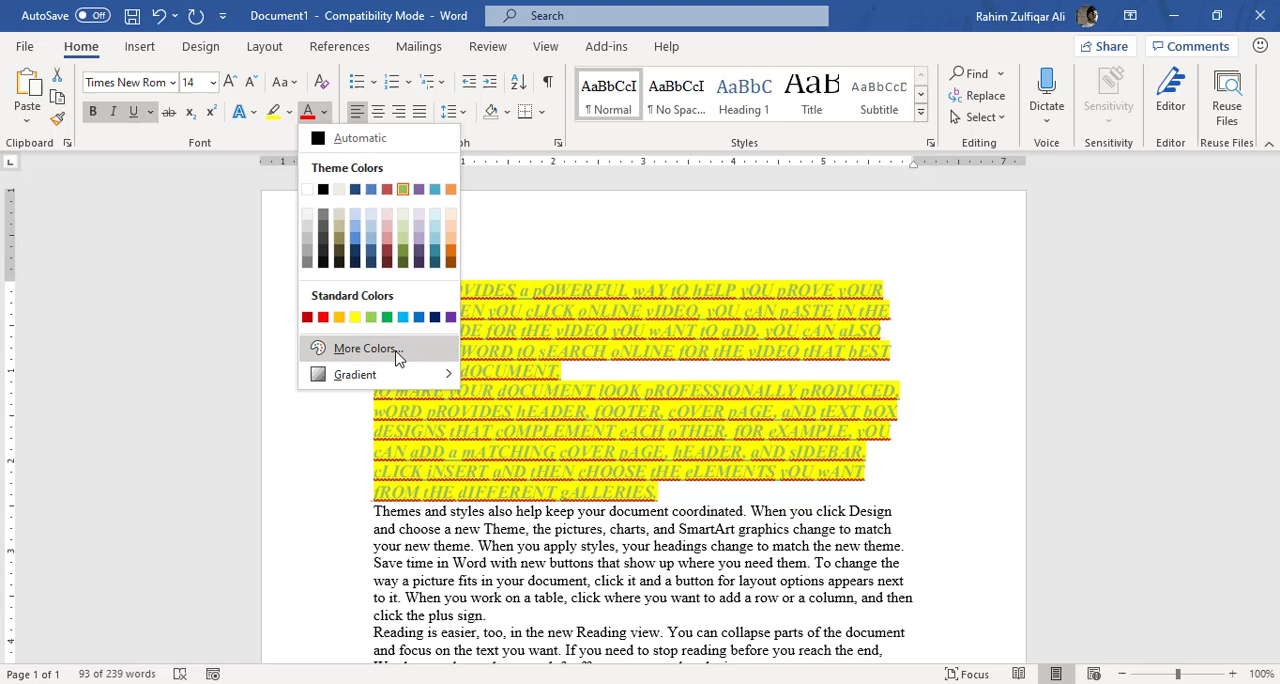 AutoSave Off Document1 - Compatibility Mode - Word Search Rahim Zulfiqar Ali
File Home Insert Design Layout References Mailings Review View Add-ins Help Share Comments
Paste Times New Rom 14 Aa AaBbCcI AaBbCcI AaBbC AaB AaBbCcD Find Replace Select Dictate Sensitivity Editor Reuse Files
B I U ab x2 x2 A A ¶ Normal ¶ No Spac... Heading 1 Title Subtitle
Clipboard Font ph Styles Editing Voice Sensitivity Editor Reuse Files
Automatic
Theme Colors
Standard Colors
More Colors...
Gradient
VIDES a pOWERFUL wAY tO hELP yOU pROVE yOUR
EN yOU cLICK oNLINE vIDEO, yOU cAN pASTE iN tHE
DE fOR tHE vIDEO yOU wANT tO aDD. yOU cAN aLSO
WORD tO sEARCH oNLINE fOR tHE vIDEO tHAT bEST
dOCUMENT.
tO mAKE yOUR dOCUMENT lOOK pROFESSIONALLY pRODUCED,
wORD pROVIDES hEADER, fOOTER, cOVER pAGE, aND tEXT bOX
dESIGNS tHAT cOMPLEMENT eACH oTHER. fOR eXAMPLE, yOU
cAN aDD a mATCHING cOVER pAGE, hEADER, aND sIDEBAR.
cLICK iNSERT aND tHEN cHOOSE tHE eLEMENTS yOU wANT
fROM tHE dIFFERENT gALLERIES.
Themes and styles also help keep your document coordinated. When you click Design
and choose a new Theme, the pictures, charts, and SmartArt graphics change to match
your new theme. When you apply styles, your headings change to match the new theme.
Save time in Word with new buttons that show up where you need them. To change the
way a picture fits in your document, click it and a button for layout options appears next
to it. When you work on a table, click where you want to add a row or a column, and then
click the plus sign.
Reading is easier, too, in the new Reading view. You can collapse parts of the document
and focus on the text you want. If you need to stop reading before you reach the end,
Page 1 of 1 93 of 239 words Focus 100%